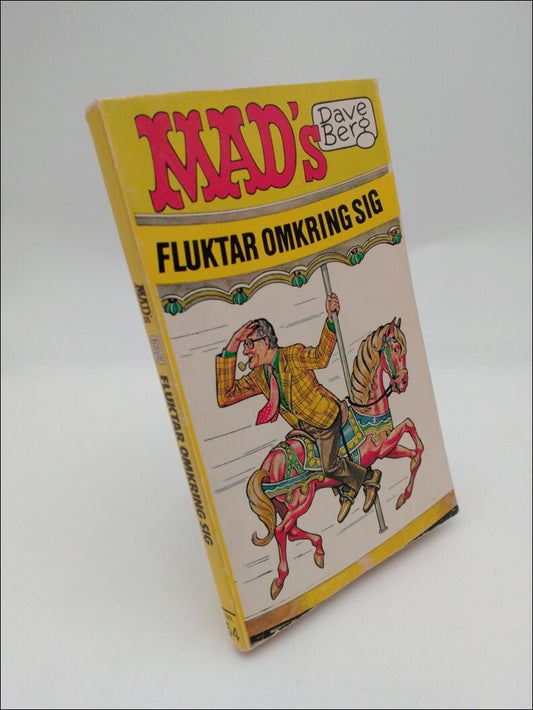 MAD's
Dave
Berg
FLUKTAR OMKRING SIG
MAD's
FLUKTAR OMKRING SIG